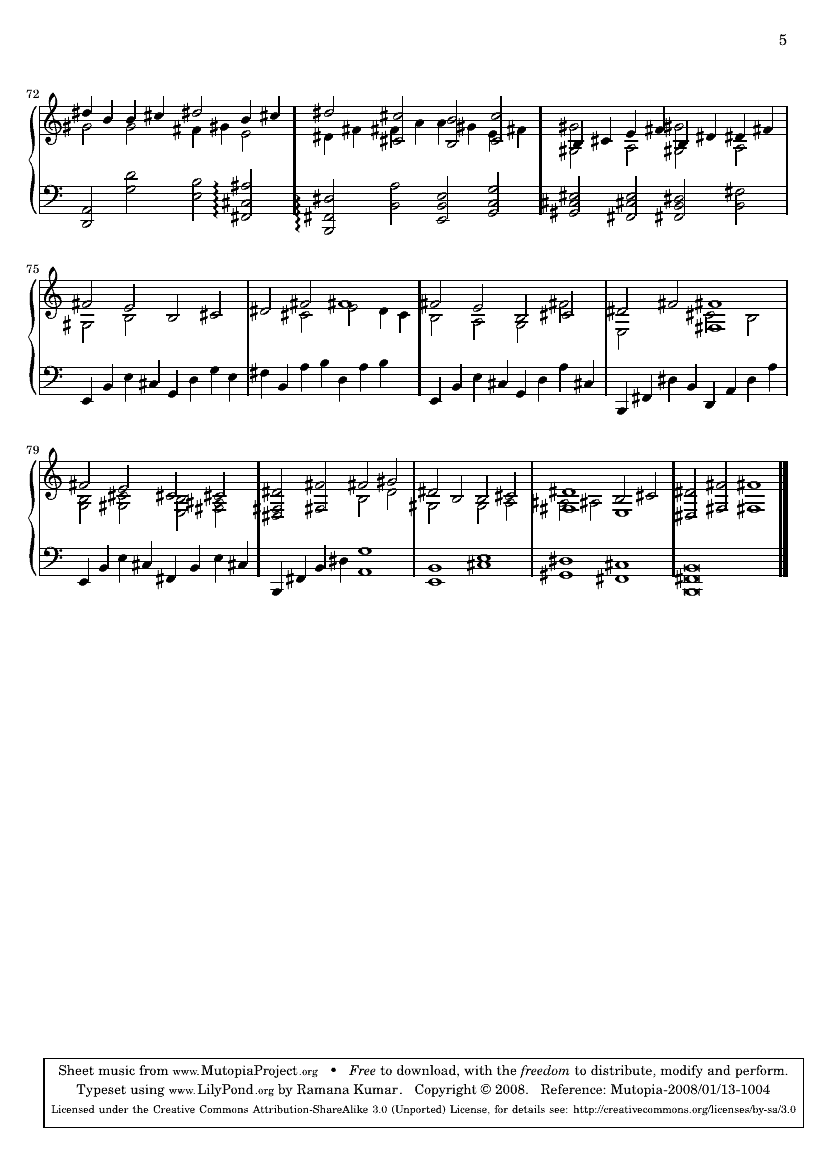 5
72
75
79
Sheet music from www.MutopiaProject.org • Free to download, with the freedom to distribute, modify and perform.
Typeset using www.LilyPond.org by Ramana Kumar. Copyright © 2008. Reference: Mutopia-2008/01/13-1004
Licensed under the Creative Commons Attribution-ShareAlike 3.0 (Unported) License, for details see: http://creativecommons.org/licenses/by-sa/3.0